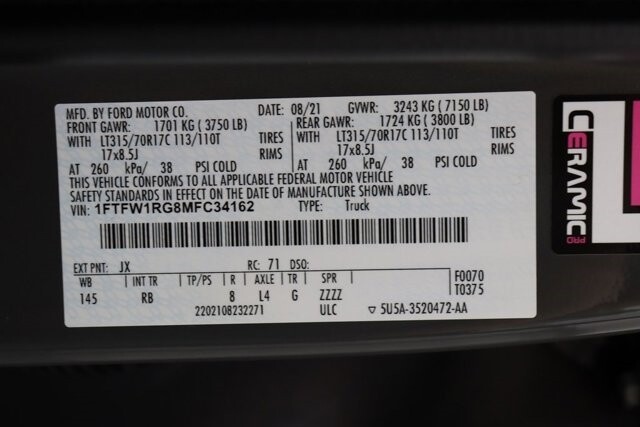 MFD. BY FORD MOTOR CO. DATE: 08/21 GVWR: 3243 KG ( 7150 LB)
FRONT GAWR: 1701 KG ( 3750 LB) REAR GAWR: 1724 KG ( 3800 LB)
WITH LT315/70R17C 113/110T TIRES WITH LT315/70R17C 113/110T TIRES
17x8.5J RIMS 17x8.5J RIMS
AT 260 kPa/ 38 PSI COLD AT 260 kPa/ 38 PSI COLD
THIS VEHICLE CONFORMS TO ALL APPLICABLE FEDERAL MOTOR VEHICLE
SAFETY STANDARDS IN EFFECT ON THE DATE OF MANUFACTURE SHOWN ABOVE.
VIN: 1FTFW1RG8MFC34162 TYPE: Truck
EXT PNT: JX RC: 71 DSO: F0070
WB INT TR TP/PS R AXLE TR SPR T0375
145 RB 8 L4 G ZZZZ
2202108232271 ULC ▽ 5U5A-3520472-AA
CERAMIC PRO